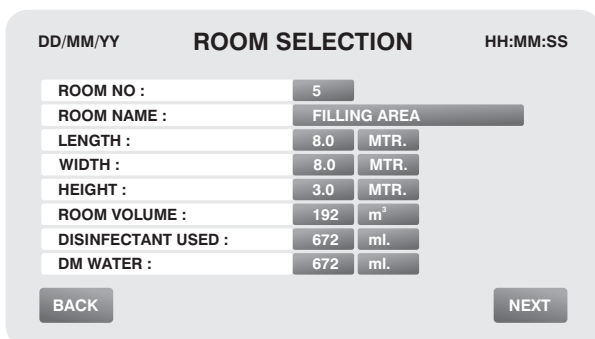 DD/MM/YY ROOM SELECTION HH:MM:SS
ROOM NO : 5
ROOM NAME : FILLING AREA
LENGTH : 8.0 MTR.
WIDTH : 8.0 MTR.
HEIGHT : 3.0 MTR.
ROOM VOLUME : 192 m³
DISINFECTANT USED : 672 ml.
DM WATER : 672 ml.
BACK NEXT